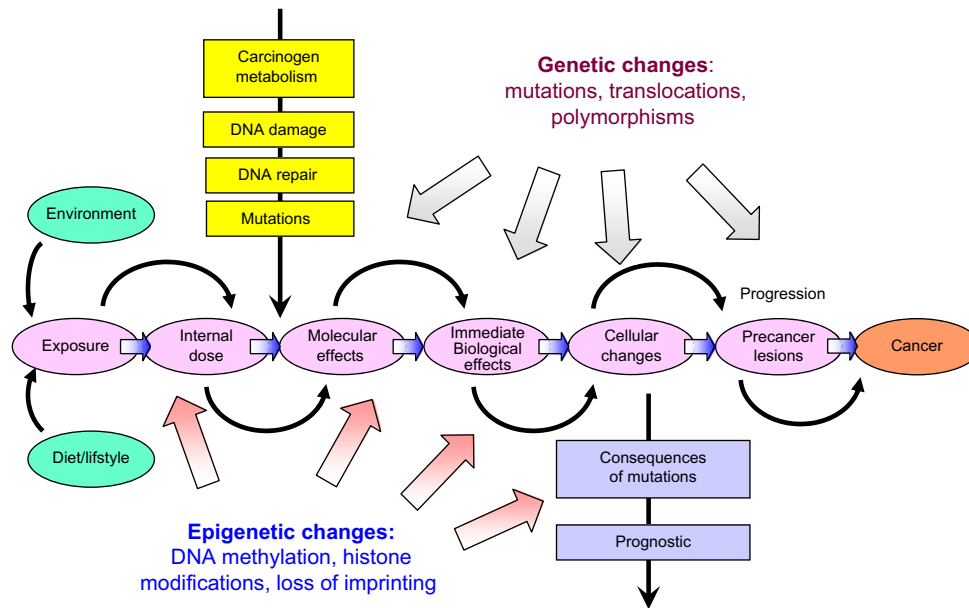 Carcinogen
metabolism
Genetic changes:
mutations, translocations,
polymorphisms
DNA damage
DNA repair
Environment
Mutations
Progression
Exposure
Internal
dose
Molecular
effects
Immediate
Biological
effects
Cellular
changes
Precancer
lesions
Cancer
Diet/lifstyle
Consequences
of mutations
Epigenetic changes:
DNA methylation, histone
modifications, loss of imprinting
Prognostic